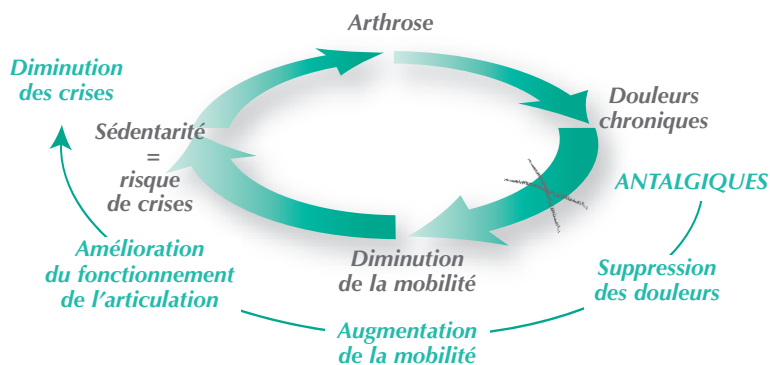 Arthrose
Douleurs
chroniques
Diminution
de la mobilité
Sédentarité
=
risque
de crises
ANTALGIQUES
Suppression
des douleurs
Augmentation
de la mobilité
Amélioration
du fonctionnement
de l'articulation
Diminution
des crises